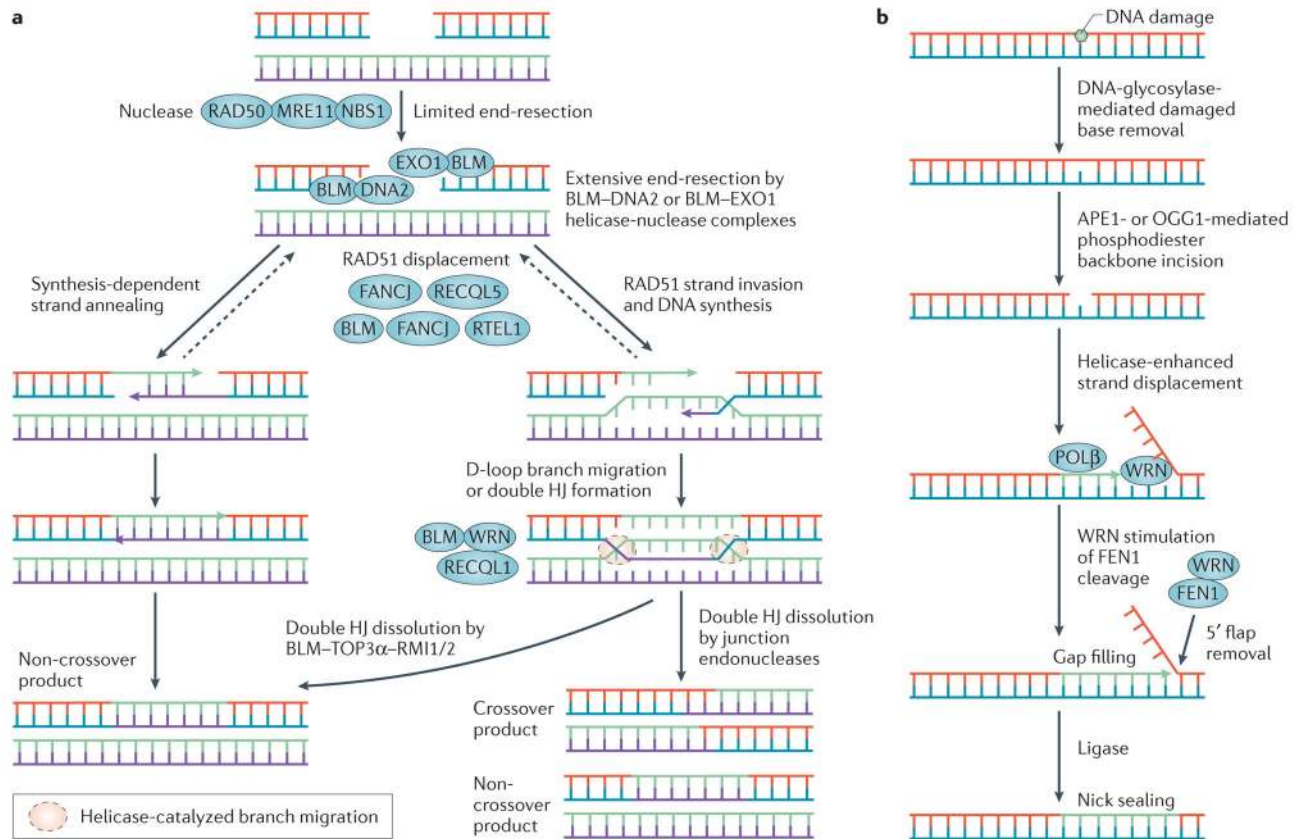 a
Nuclease
RAD50
MRE11
NBS1
Limited end-resection
EXO1
BLM
BLM
DNA2
Extensive end-resection by
BLM–DNA2 or BLM–EXO1
helicase-nuclease complexes
Synthesis-dependent
strand annealing
RAD51 displacement
FANCJ
RECQL5
BLM
FANCJ
RTEL1
RAD51 strand invasion
and DNA synthesis
D-loop branch migration
or double HJ formation
BLM
WRN
RECQL1
Non-crossover
product
Double HJ dissolution by
BLM–TOP3α–RMI1/2
Double HJ dissolution
by junction
endonucleases
Crossover
product
Non-
crossover
product
Helicase-catalyzed branch migration
b
DNA damage
DNA-glycosylase-
mediated damaged
base removal
APE1- or OGG1-mediated
phosphodiester
backbone incision
Helicase-enhanced
strand displacement
POLβ
WRN
WRN stimulation
of FEN1
cleavage
WRN
FEN1
5′ flap
removal
Gap filling
Ligase
Nick sealing